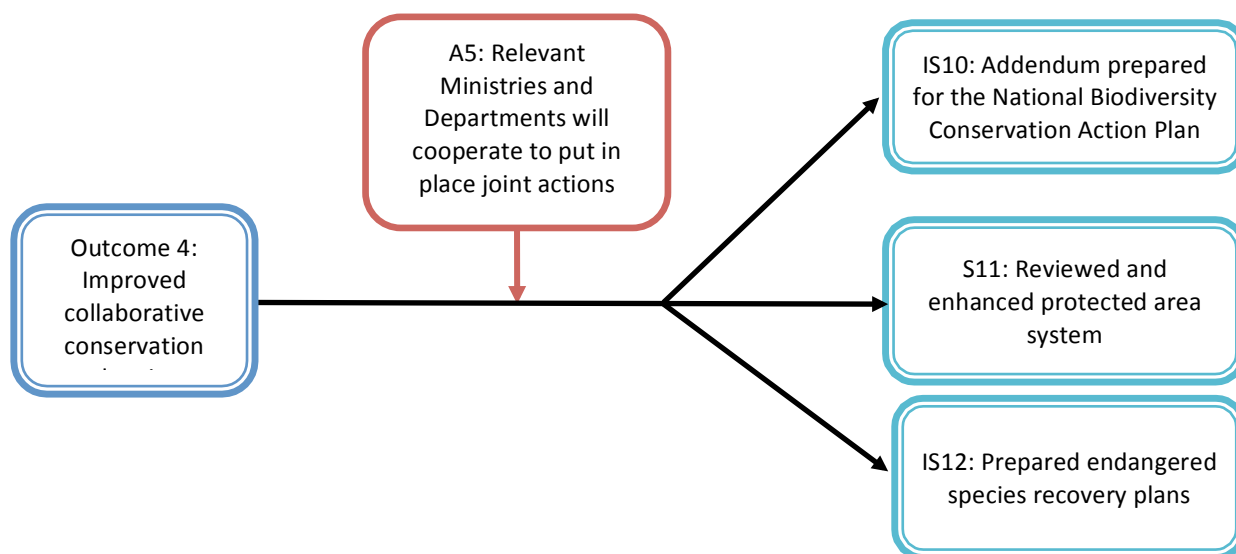 A5: Relevant
Ministries and
Departments will
cooperate to put in
place joint actions
IS10: Addendum prepared
for the National Biodiversity
Conservation Action Plan
Outcome 4:
Improved
collaborative
conservation
S11: Reviewed and
enhanced protected area
system
IS12: Prepared endangered
species recovery plans